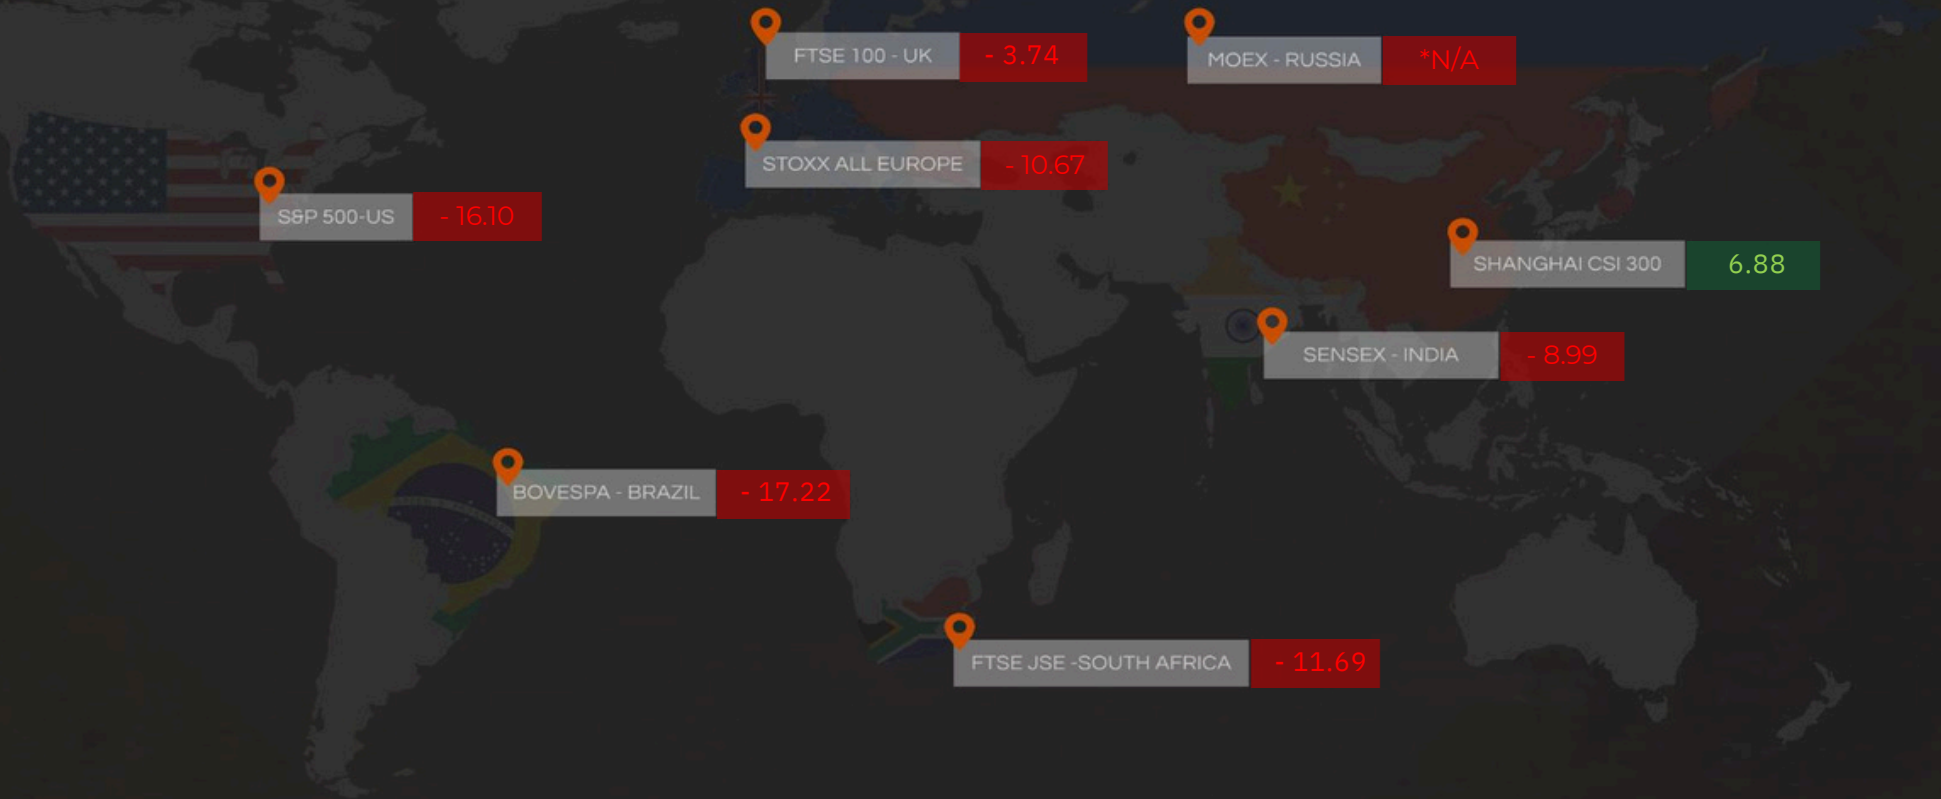 FTSE 100 - UK - 3.74
MOEX - RUSSIA *N/A
STOXX ALL EUROPE - 10.67
S&P 500-US - 16.10
SHANGHAI CSI 300 6.88
SENSEX - INDIA - 8.99
BOVESPA - BRAZIL - 17.22
FTSE JSE -SOUTH AFRICA - 11.69